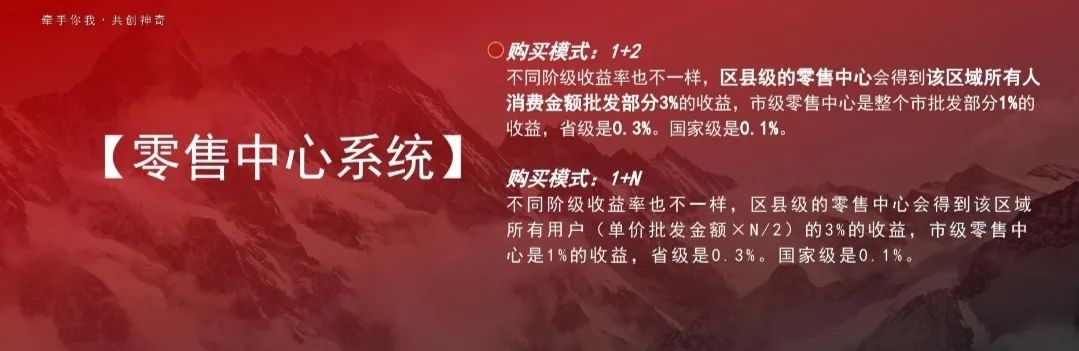 牵手你我·共创神奇
【零售中心系统】
购买模式：1+2
不同阶级收益率也不一样，区县级的零售中心会得到该区域所有人
消费金额批发部分3%的收益，市级零售中心是整个市批发部分1%的
收益，省级是0.3%。国家级是0.1%。
购买模式：1+N
不同阶级收益率也不一样，区县级的零售中心会得到该区域
所有用户（单价批发金额×N/2）的3%的收益，市级零售中
心是1%的收益，省级是0.3%。国家级是0.1%。